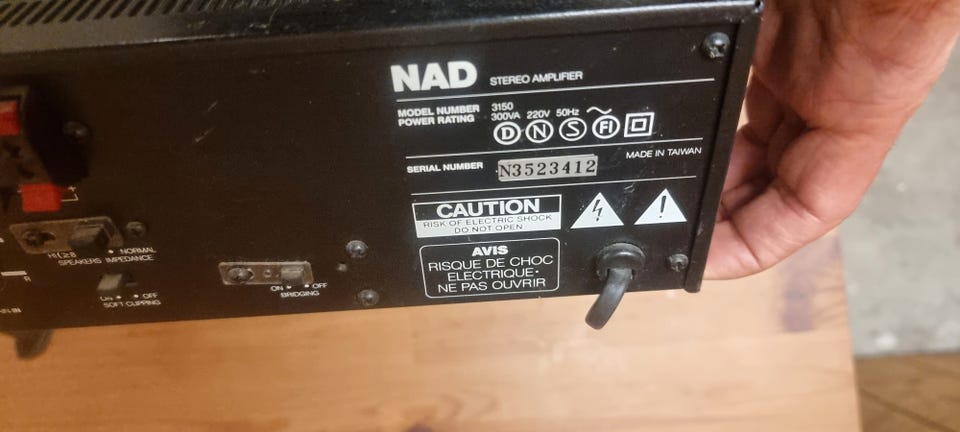 NAD STEREO AMPLIFIER
MODEL NUMBER 3150
POWER RATING 300VA 220V 50Hz
D N S FI
MADE IN TAIWAN
SERIAL NUMBER N3523412
CAUTION
RISK OF ELECTRIC SHOCK
DO NOT OPEN
AVIS
RISQUE DE CHOC
ELECTRIQUE·
NE PAS OUVRIR
NORMAL
SPEAKERS IMPEDANCE
R
ON OFF
SOFT CLIPPING
ON OFF
BRIDGING